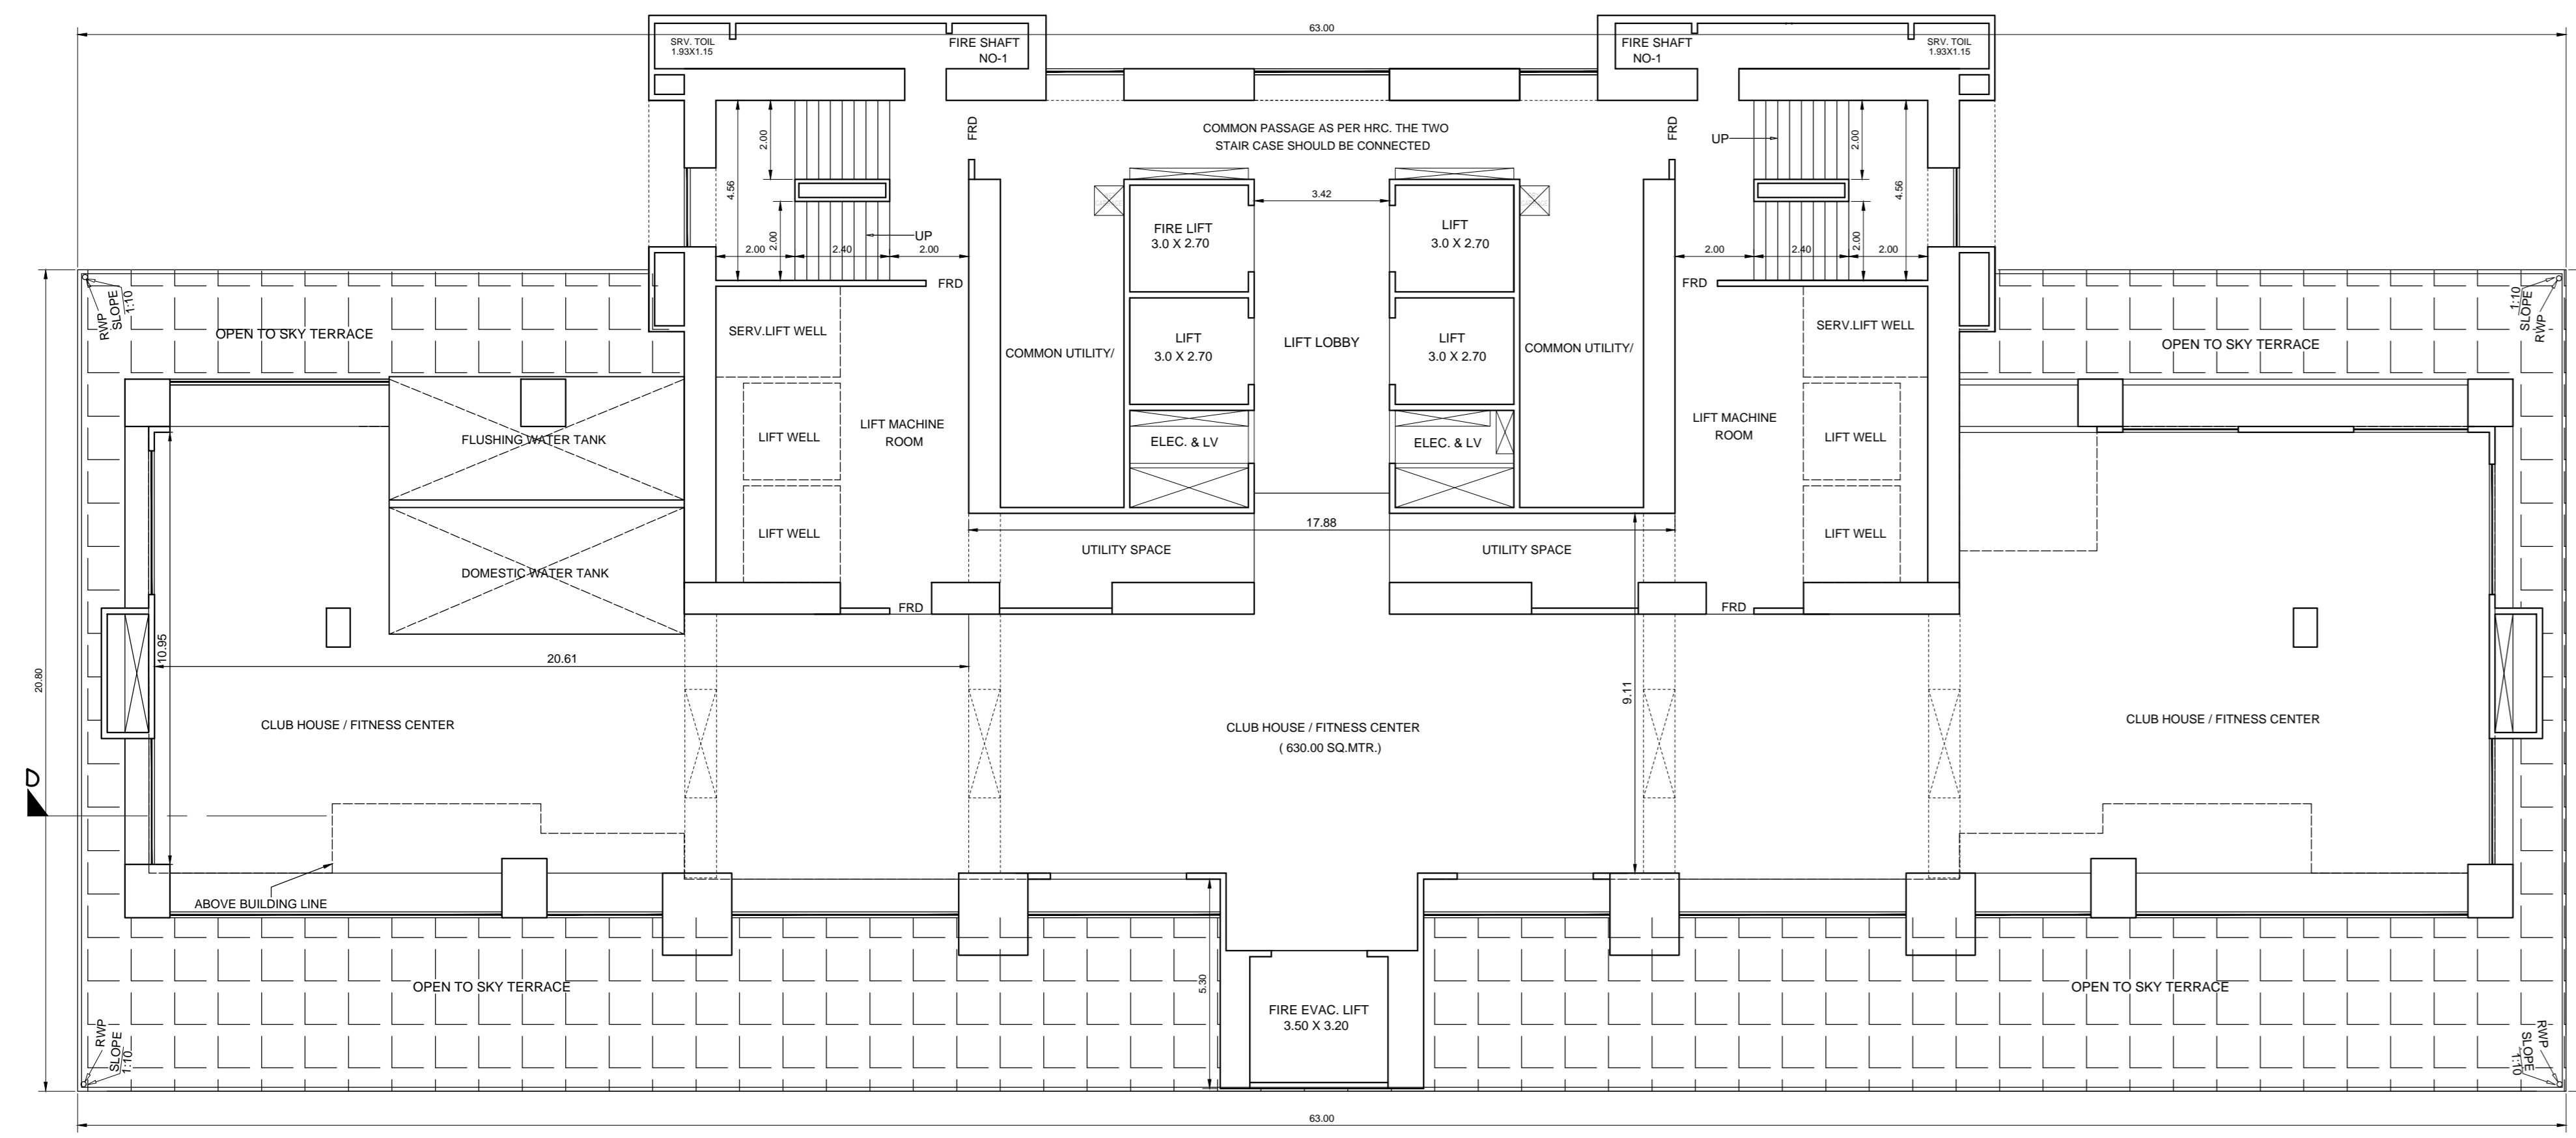 63.00
SRV. TOIL
1.93X1.15
FIRE SHAFT
NO-1
FIRE SHAFT
NO-1
SRV. TOIL
1.93X1.15
COMMON PASSAGE AS PER HRC. THE TWO
STAIR CASE SHOULD BE CONNECTED
FRD
FRD
UP
2.00
4.56
2.00
2.00
2.40
2.00
UP
2.00
4.56
2.00
2.00
2.40
2.00
3.42
FIRE LIFT
3.0 X 2.70
LIFT
3.0 X 2.70
FRD
FRD
RWP
SLOPE
1:10
OPEN TO SKY TERRACE
SERV.LIFT WELL
COMMON UTILITY/
LIFT
3.0 X 2.70
LIFT LOBBY
LIFT
3.0 X 2.70
COMMON UTILITY/
SERV.LIFT WELL
OPEN TO SKY TERRACE
1:10
SLOPE
RWP
FLUSHING WATER TANK
LIFT WELL
LIFT MACHINE
ROOM
ELEC. & LV
ELEC. & LV
LIFT MACHINE
ROOM
LIFT WELL
DOMESTIC WATER TANK
LIFT WELL
17.88
UTILITY SPACE
UTILITY SPACE
LIFT WELL
FRD
FRD
20.80
10.95
20.61
9.11
CLUB HOUSE / FITNESS CENTER
CLUB HOUSE / FITNESS CENTER
( 630.00 SQ.MTR.)
CLUB HOUSE / FITNESS CENTER
D
ABOVE BUILDING LINE
OPEN TO SKY TERRACE
5.30
FIRE EVAC. LIFT
3.50 X 3.20
OPEN TO SKY TERRACE
RWP
SLOPE
1:10
RWP
SLOPE
1:10
63.00